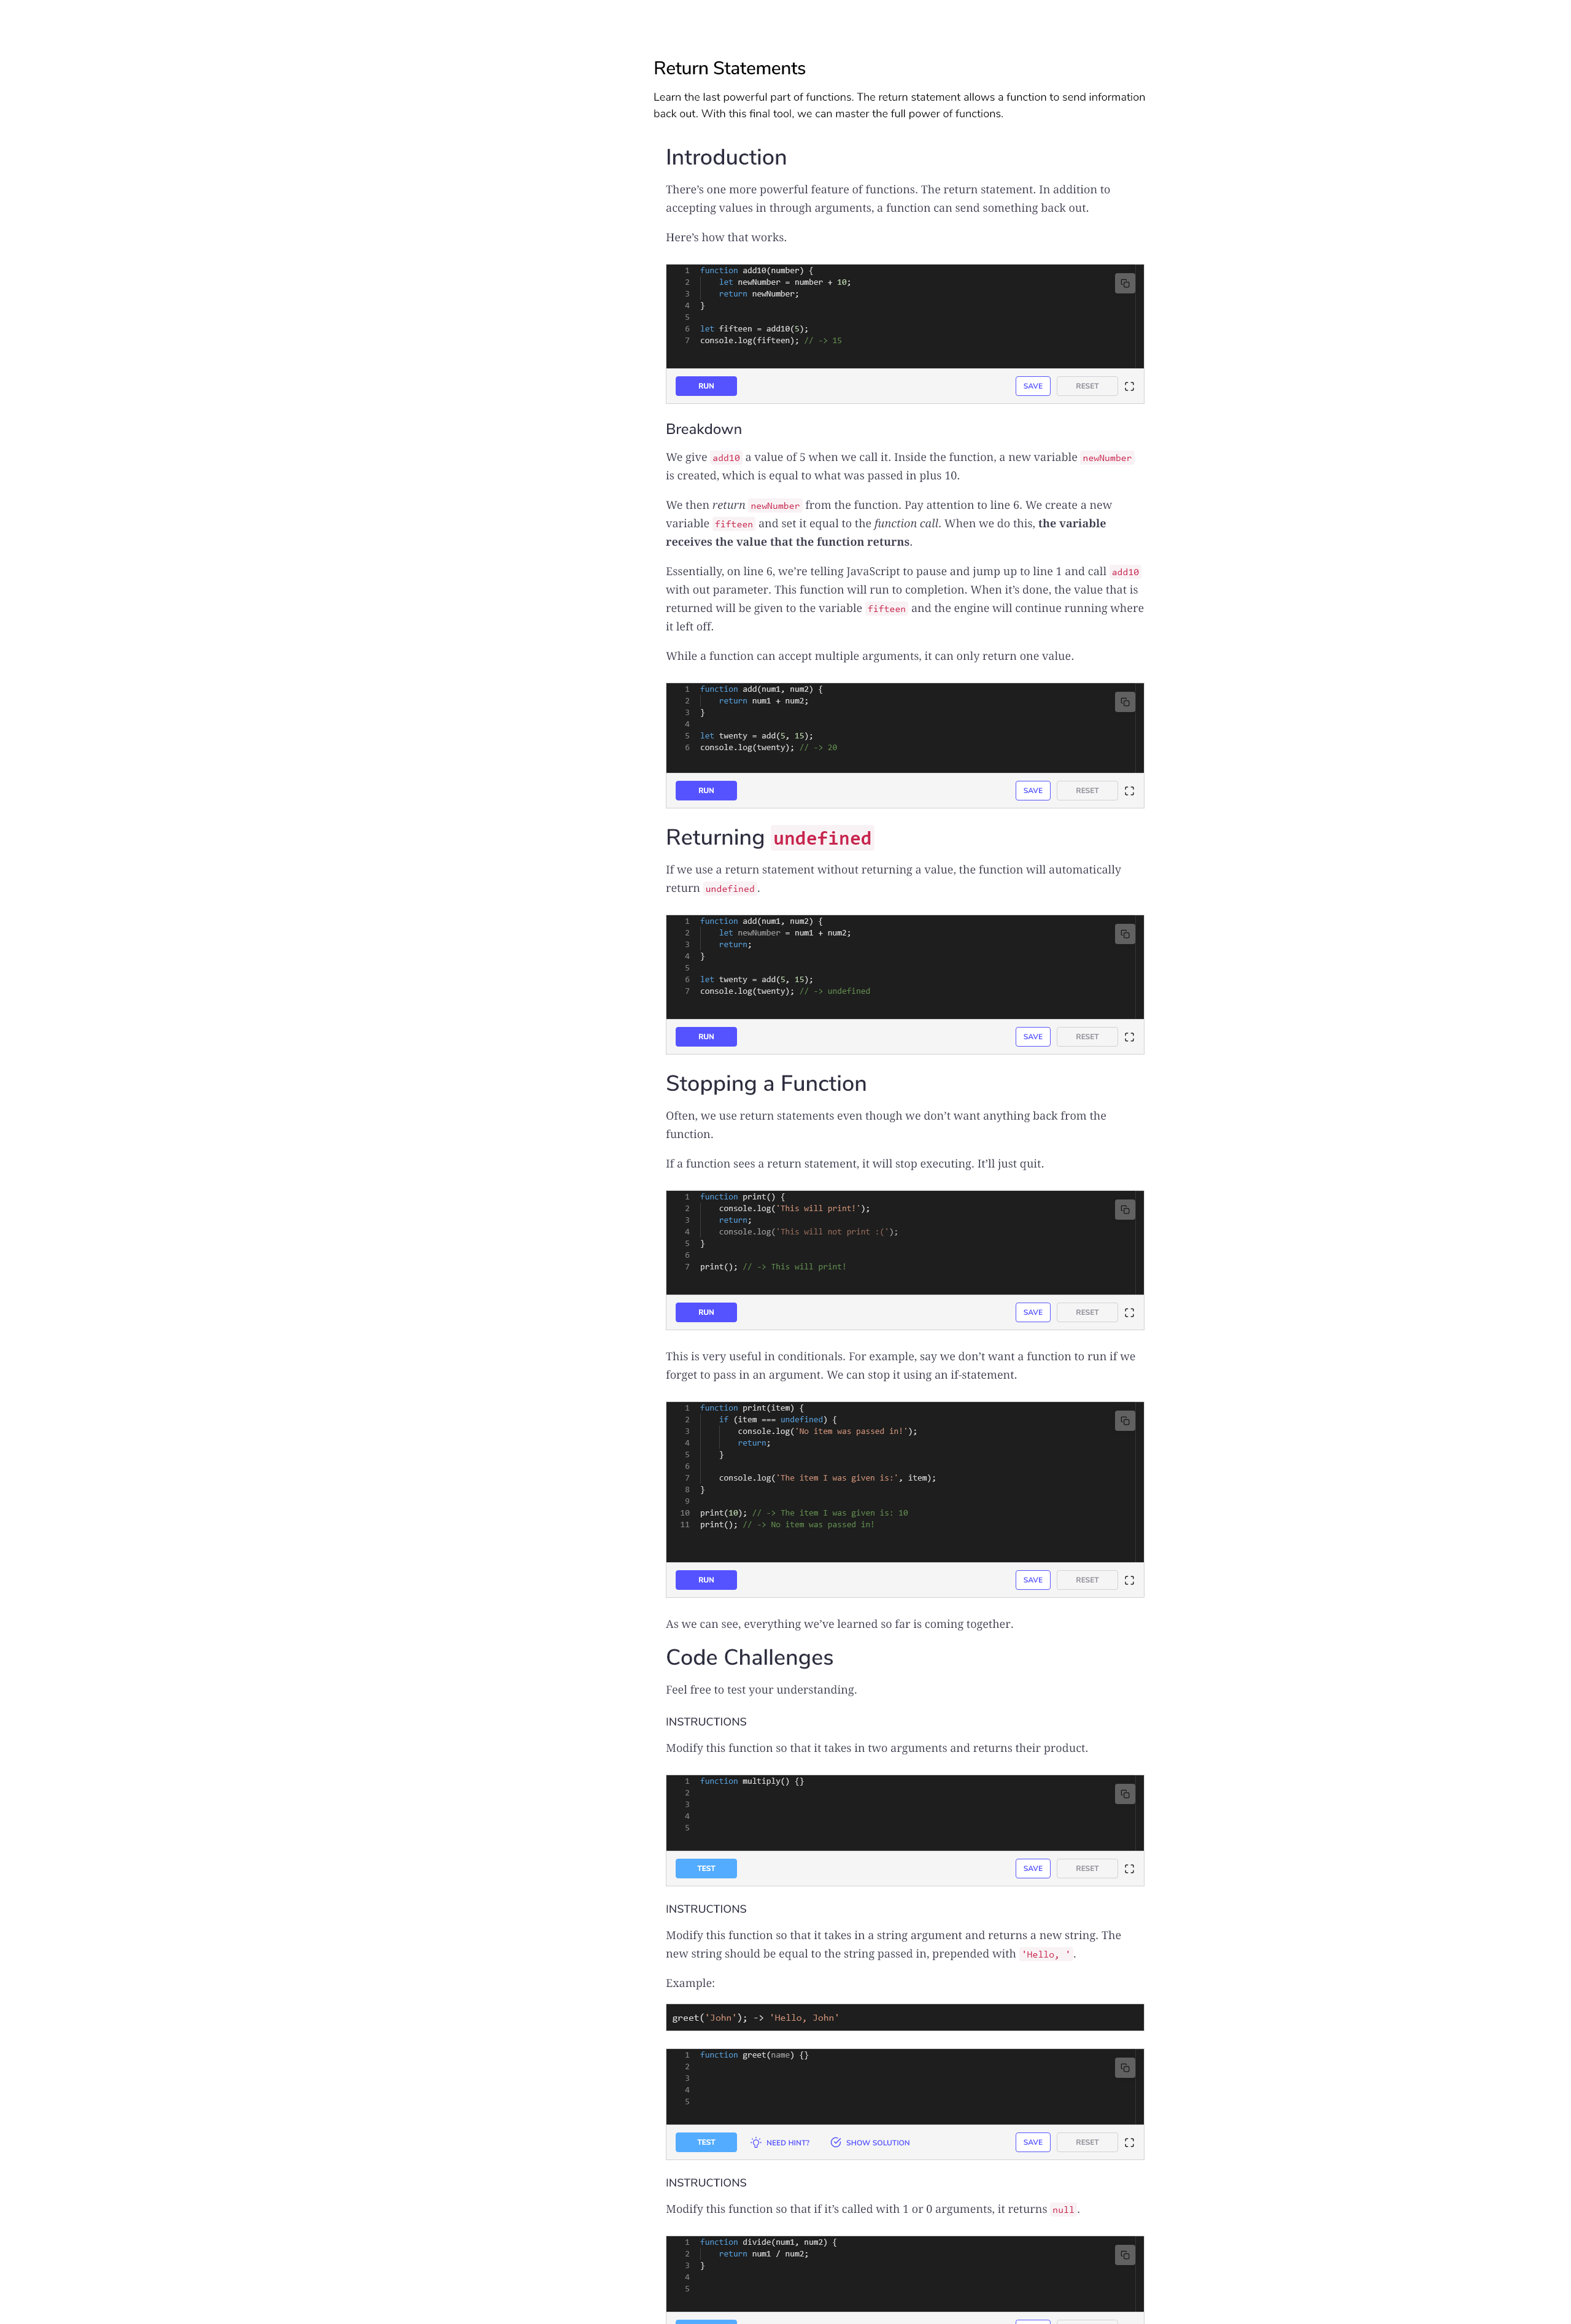 Return Statements
Learn the last powerful part of functions. The return statement allows a function to send information
back out. With this final tool, we can master the full power of functions.
Introduction
There’s one more powerful feature of functions. The return statement. In addition to
accepting values in through arguments, a function can send something back out.
Here’s how that works.
1 function add10(number) {
2 let newNumber = number + 10;
3 return newNumber;
4 }
5
6 let fifteen = add10(5);
7 console.log(fifteen); // -> 15
RUN SAVE RESET
Breakdown
We give add10 a value of 5 when we call it. Inside the function, a new variable newNumber
is created, which is equal to what was passed in plus 10.
We then return newNumber from the function. Pay attention to line 6. We create a new
variable fifteen and set it equal to the function call. When we do this, the variable
receives the value that the function returns.
Essentially, on line 6, we’re telling JavaScript to pause and jump up to line 1 and call add10
with out parameter. This function will run to completion. When it’s done, the value that is
returned will be given to the variable fifteen and the engine will continue running where
it left off.
While a function can accept multiple arguments, it can only return one value.
1 function add(num1, num2) {
2 return num1 + num2;
3 }
4
5 let twenty = add(5, 15);
6 console.log(twenty); // -> 20
RUN SAVE RESET
Returning undefined
If we use a return statement without returning a value, the function will automatically
return undefined.
1 function add(num1, num2) {
2 let newNumber = num1 + num2;
3 return;
4 }
5
6 let twenty = add(5, 15);
7 console.log(twenty); // -> undefined
RUN SAVE RESET
Stopping a Function
Often, we use return statements even though we don’t want anything back from the
function.
If a function sees a return statement, it will stop executing. It’ll just quit.
1 function print() {
2 console.log('This will print!');
3 return;
4 console.log('This will not print :(');
5 }
6
7 print(); // -> This will print!
RUN SAVE RESET
This is very useful in conditionals. For example, say we don’t want a function to run if we
forget to pass in an argument. We can stop it using an if-statement.
1 function print(item) {
2 if (item === undefined) {
3 console.log('No item was passed in!');
4 return;
5 }
6
7 console.log('The item I was given is:', item);
8 }
9
10 print(10); // -> The item I was given is: 10
11 print(); // -> No item was passed in!
RUN SAVE RESET
As we can see, everything we’ve learned so far is coming together.
Code Challenges
Feel free to test your understanding.
INSTRUCTIONS
Modify this function so that it takes in two arguments and returns their product.
1 function multiply() {}
2
3
4
5
TEST SAVE RESET
INSTRUCTIONS
Modify this function so that it takes in a string argument and returns a new string. The
new string should be equal to the string passed in, prepended with 'Hello, '.
Example:
greet('John'); -> 'Hello, John'
1 function greet(name) {}
2
3
4
5
TEST NEED HINT? SHOW SOLUTION SAVE RESET
INSTRUCTIONS
Modify this function so that if it’s called with 1 or 0 arguments, it returns null.
1 function divide(num1, num2) {
2 return num1 / num2;
3 }
4
5